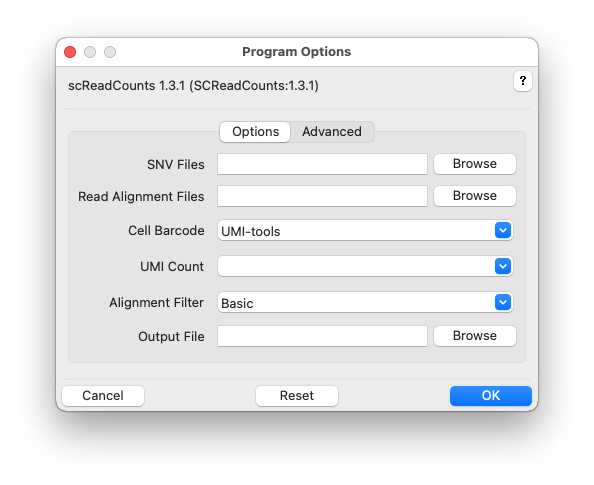 Program Options
scReadCounts 1.3.1 (SCReadCounts:1.3.1)
?
Options Advanced
SNV Files Browse
Read Alignment Files Browse
Cell Barcode UMI-tools
UMI Count
Alignment Filter Basic
Output File Browse
Cancel Reset OK